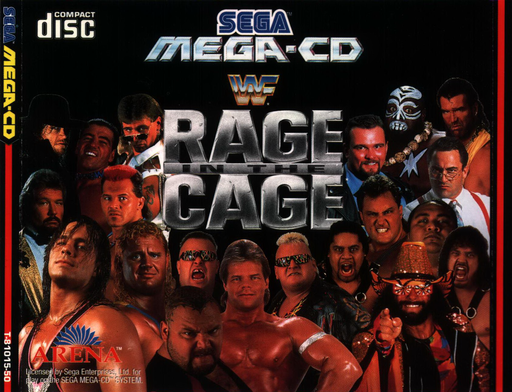 SEGA MEGA-CD
T-81015-50
COMPACT
disc
SEGA
MEGA-CD
WF
RAGE
IN THE
CAGE
ARENA™
Licensed by Sega Enterprises, Ltd. for
play on the SEGA MEGA-CD™ SYSTEM.